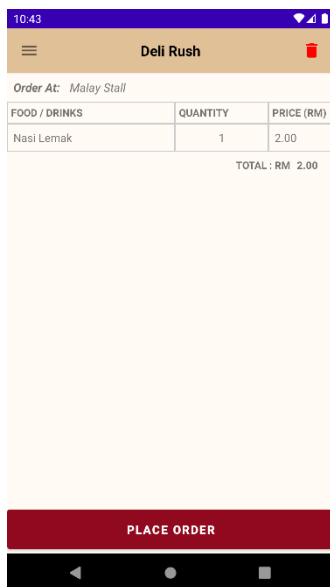 10:43
Deli Rush
Order At: Malay Stall
FOOD / DRINKS QUANTITY PRICE (RM)
Nasi Lemak 1 2.00
TOTAL : RM 2.00
PLACE ORDER